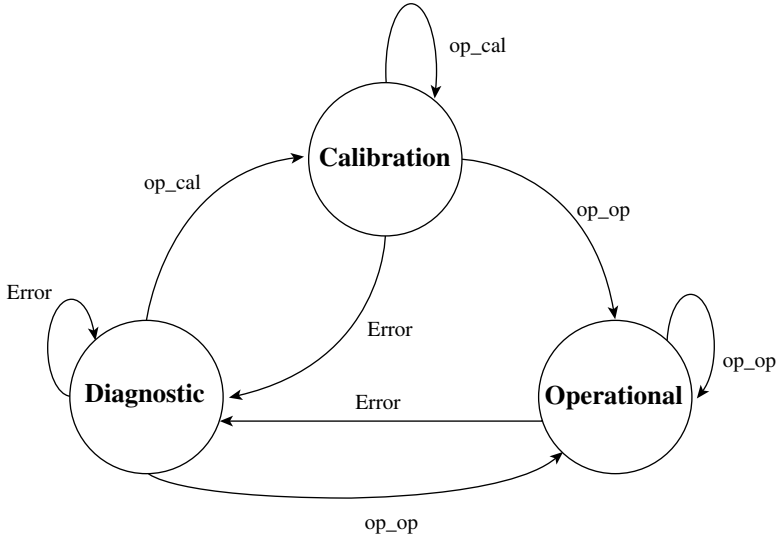 op_cal
Calibration
op_cal
op_op
Error
Error
op_op
Diagnostic
Error
Operational
op_op